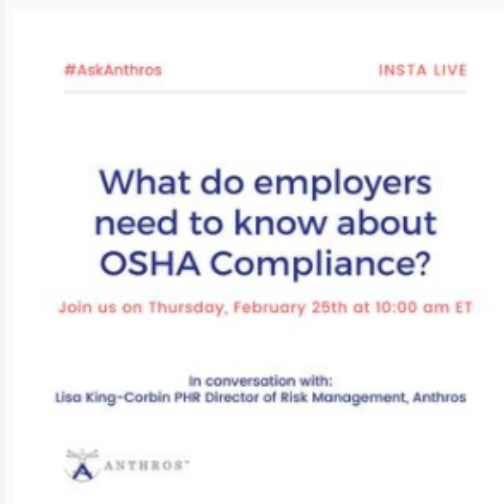 #AskAnthros
INSTA LIVE
What do employers
need to know about
OSHA Compliance?
Join us on Thursday, February 25th at 10:00 am ET
In conversation with:
Lisa King-Corbin PHR Director of Risk Management, Anthros
ANTHROS™